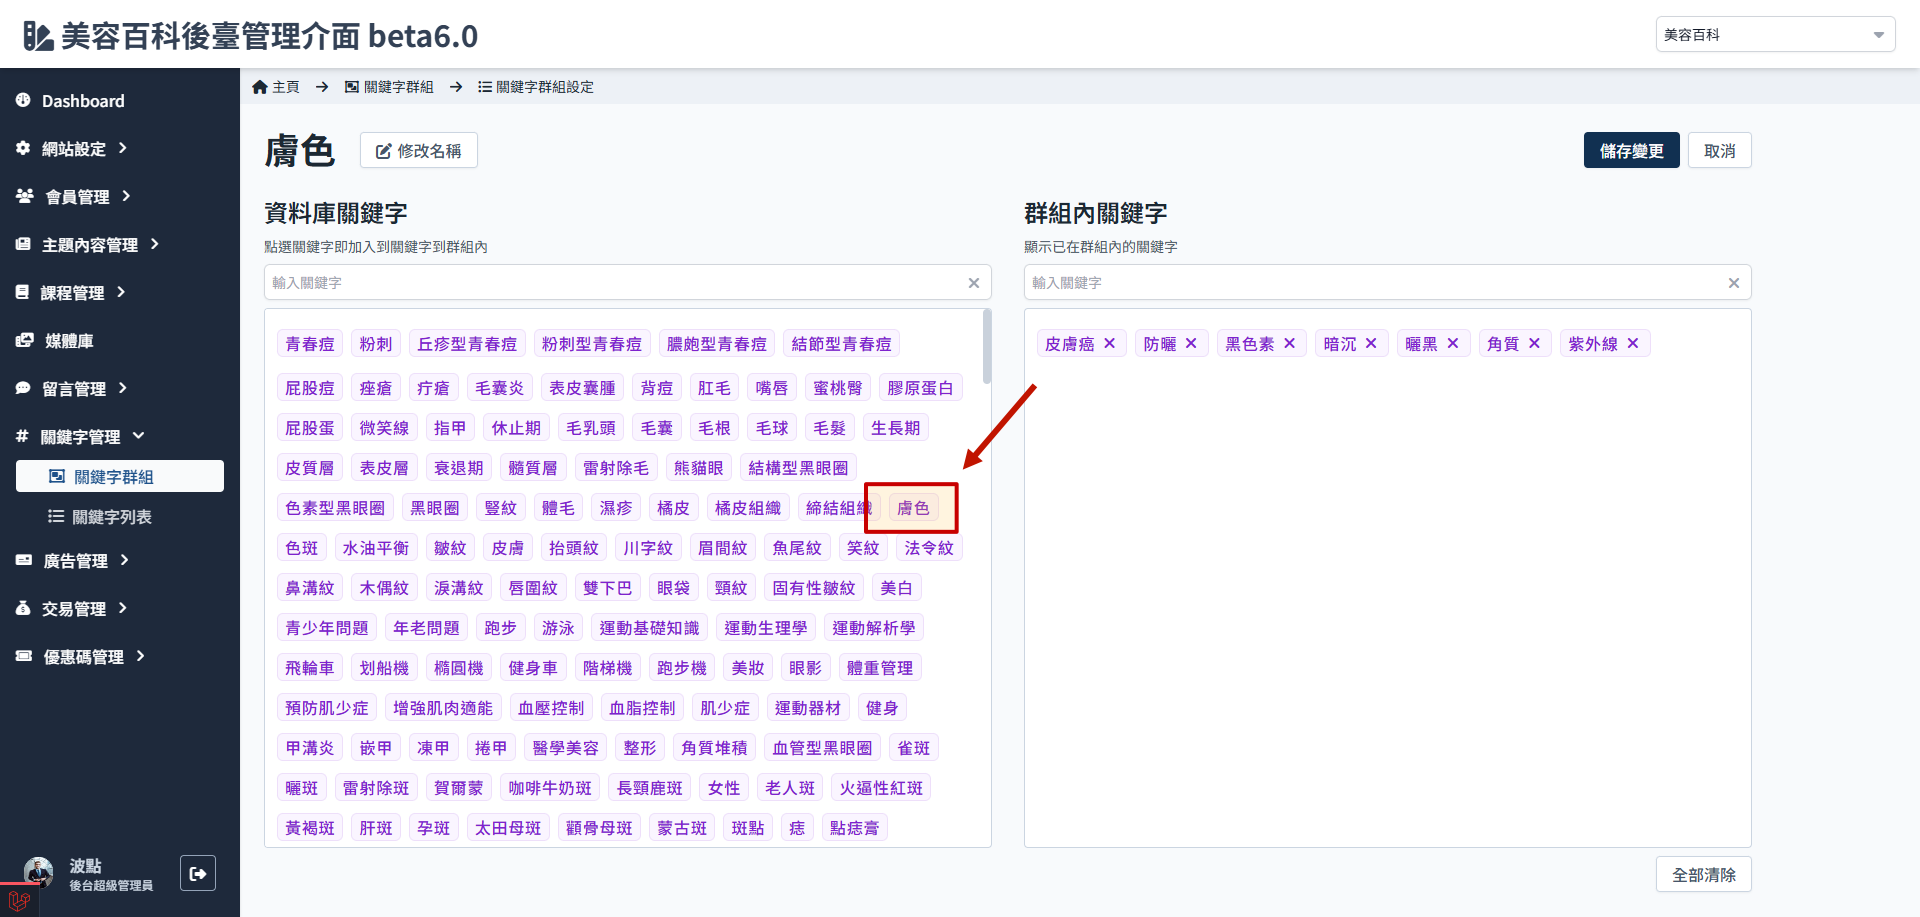 美容百科後臺管理介面 beta6.0
美容百科
Dashboard
網站設定
會員管理
主題內容管理
課程管理
媒體庫
留言管理
關鍵字管理
關鍵字群組
關鍵字列表
廣告管理
交易管理
優惠碼管理
波點
後台超級管理員
主頁 → 關鍵字群組 → 關鍵字群組設定
膚色 修改名稱
儲存變更 取消
資料庫關鍵字
點選關鍵字即加入到關鍵字到群組內
輸入關鍵字
青春痘 粉刺 丘疹型青春痘 粉刺型青春痘 膿皰型青春痘 結節型青春痘
屁股痘 痤瘡 疔瘡 毛囊炎 表皮囊腫 背痘 肛毛 嘴唇 蜜桃臀 膠原蛋白
屁股蛋 微笑線 指甲 休止期 毛乳頭 毛囊 毛根 毛球 毛髮 生長期
皮質層 表皮層 衰退期 髓質層 雷射除毛 熊貓眼 結構型黑眼圈
色素型黑眼圈 黑眼圈 豎紋 體毛 濕疹 橘皮 橘皮組織 締結組織 膚色
色斑 水油平衡 皺紋 皮膚 抬頭紋 川字紋 眉間紋 魚尾紋 笑紋 法令紋
鼻溝紋 木偶紋 淚溝紋 唇圍紋 雙下巴 眼袋 頸紋 固有性皺紋 美白
青少年問題 年老問題 跑步 游泳 運動基礎知識 運動生理學 運動解析學
飛輪車 划船機 橢圓機 健身車 階梯機 跑步機 美妝 眼影 體重管理
預防肌少症 增強肌肉適能 血壓控制 血脂控制 肌少症 運動器材 健身
甲溝炎 嵌甲 凍甲 捲甲 醫學美容 整形 角質堆積 血管型黑眼圈 雀斑
曬斑 雷射除斑 賀爾蒙 咖啡牛奶斑 長頸鹿斑 女性 老人斑 火逼性紅斑
黃褐斑 肝斑 孕斑 太田母斑 顴骨母斑 蒙古斑 斑點 痣 點痣膏
群組內關鍵字
顯示已在群組內的關鍵字
輸入關鍵字
皮膚癌 防曬 黑色素 暗沉 曬黑 角質 紫外線
全部清除